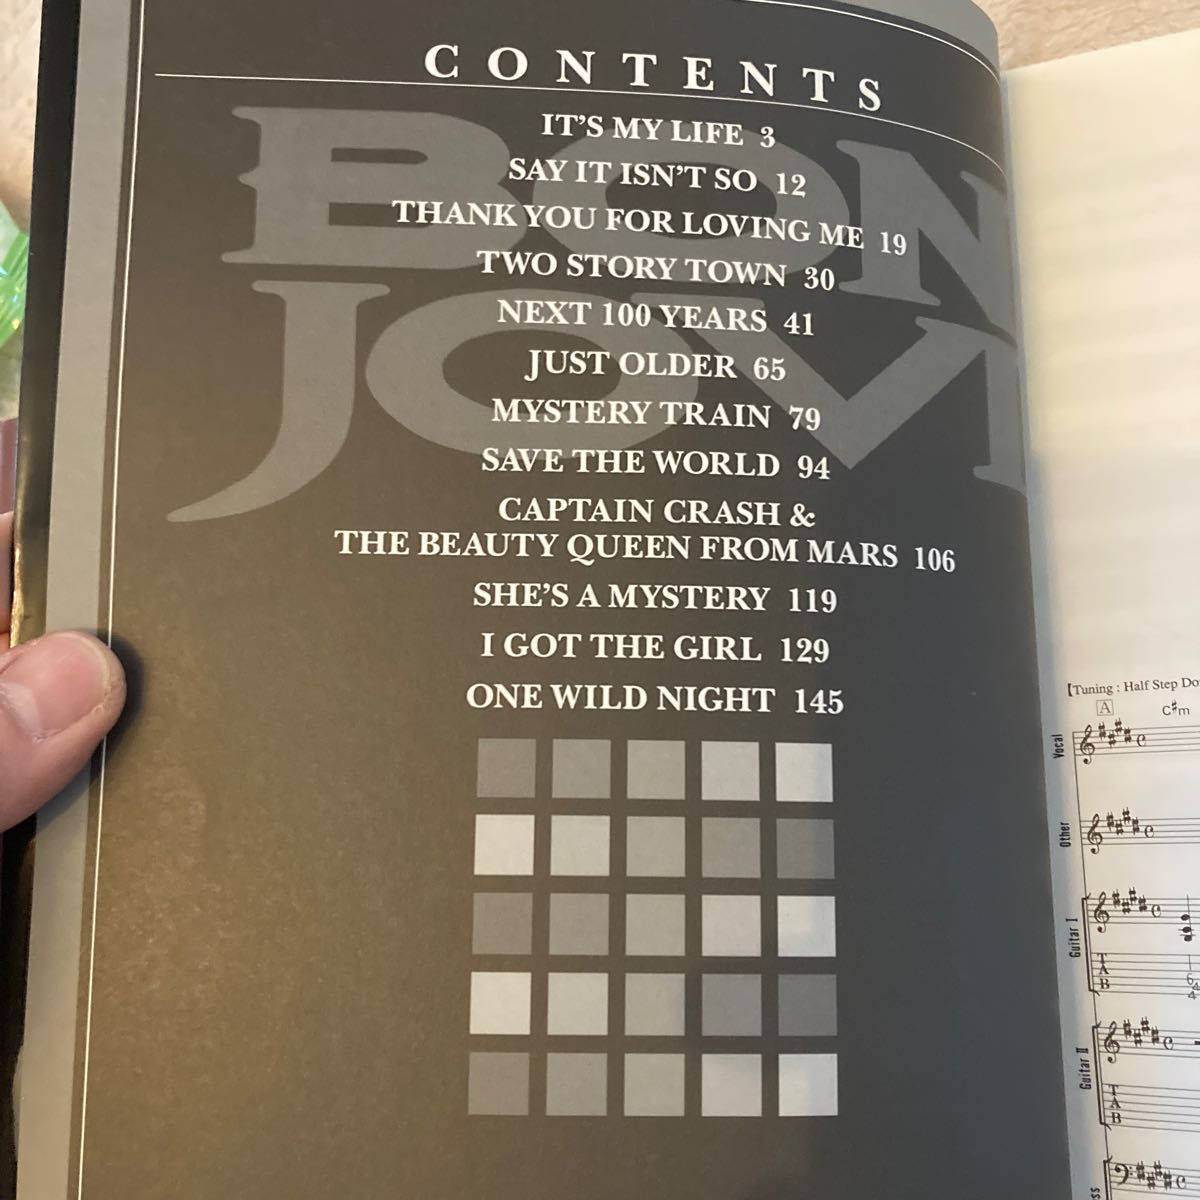 CONTENTS
BON
JOVI
IT'S MY LIFE 3
SAY IT ISN'T SO 12
THANK YOU FOR LOVING ME 19
TWO STORY TOWN 30
NEXT 100 YEARS 41
JUST OLDER 65
MYSTERY TRAIN 79
SAVE THE WORLD 94
CAPTAIN CRASH &
THE BEAUTY QUEEN FROM MARS 106
SHE'S A MYSTERY 119
I GOT THE GIRL 129
ONE WILD NIGHT 145
【Tuning : Half Step Do
A
C#m
Vocal
Other
Guitar I
TAB
Guitar II
TAB